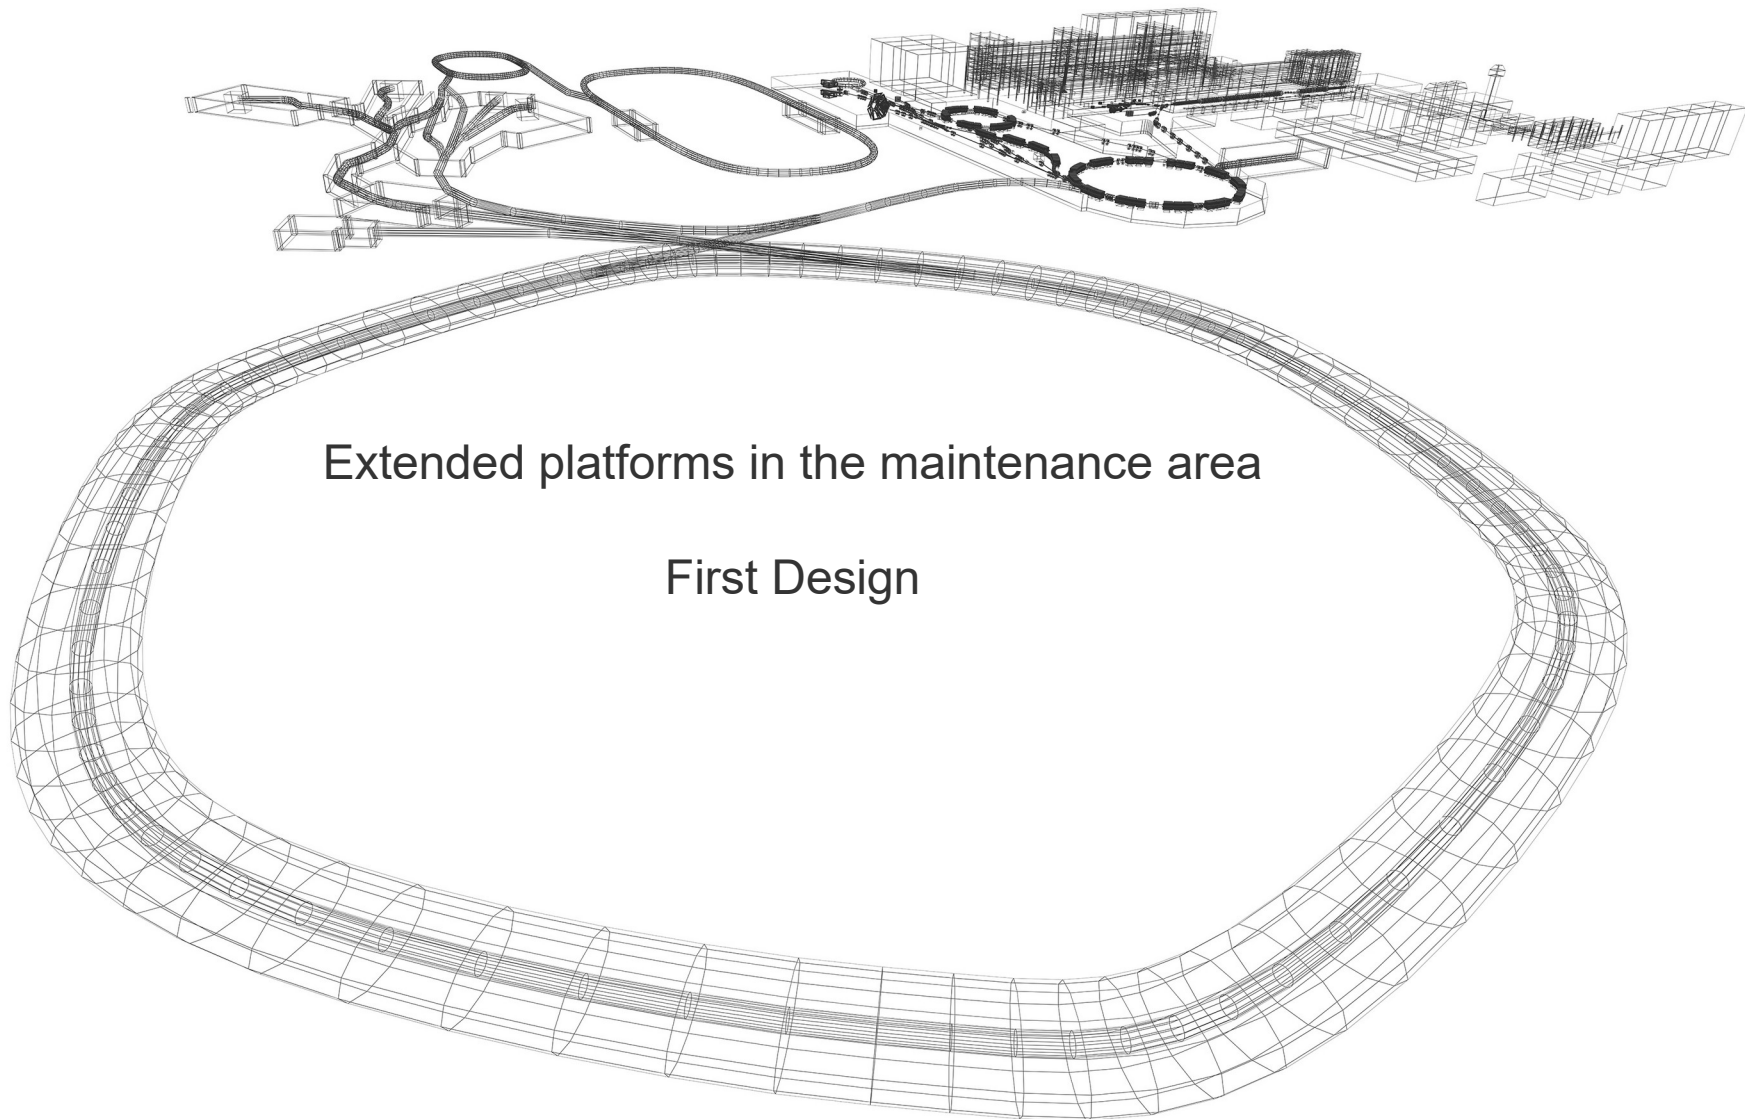 Extended platforms in the maintenance area
First Design